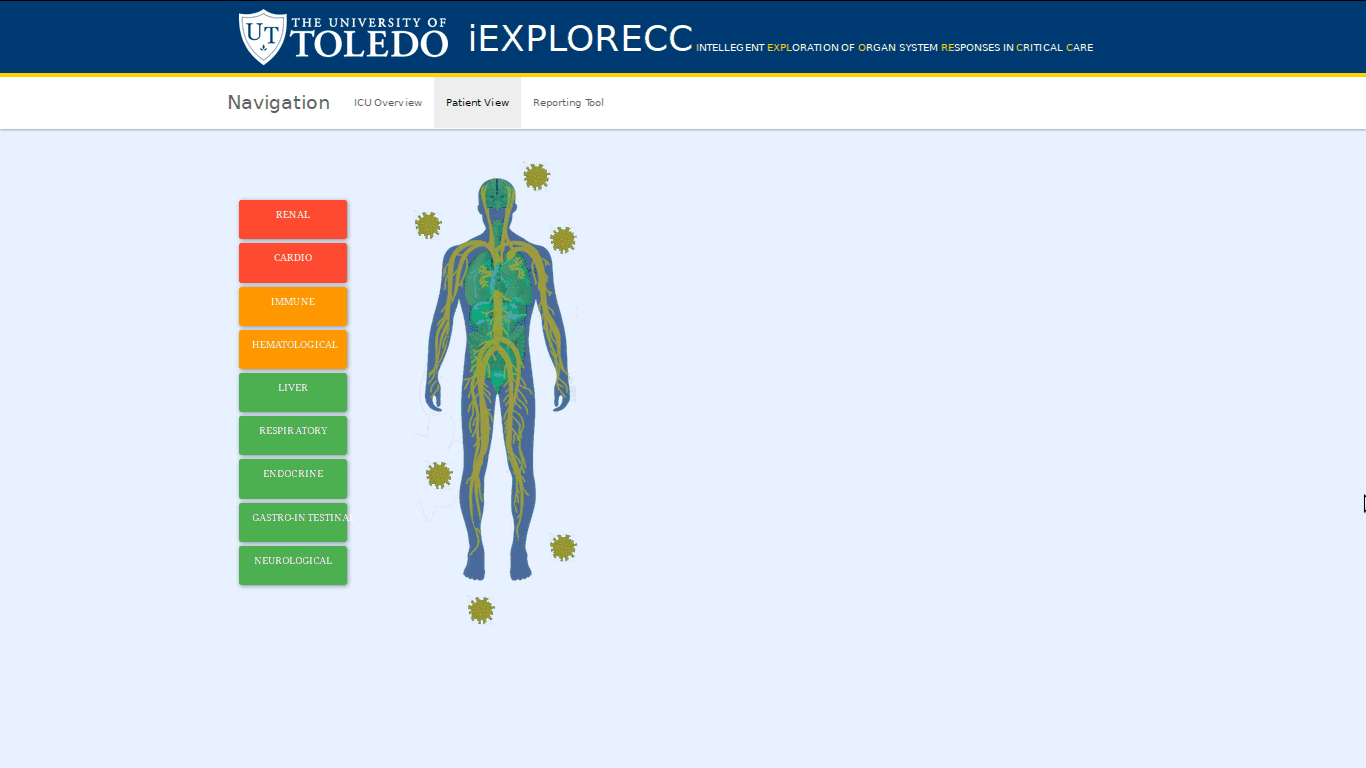 UT THE UNIVERSITY OF
TOLEDO
iEXPLORECC INTELLEGENT EXPLORATION OF ORGAN SYSTEM RESPONSES IN CRITICAL CARE
Navigation ICU Overview Patient View Reporting Tool
RENAL
CARDIO
IMMUNE
HEMATOLOGICAL
LIVER
RESPIRATORY
ENDOCRINE
GASTRO-INTESTINAL
NEUROLOGICAL